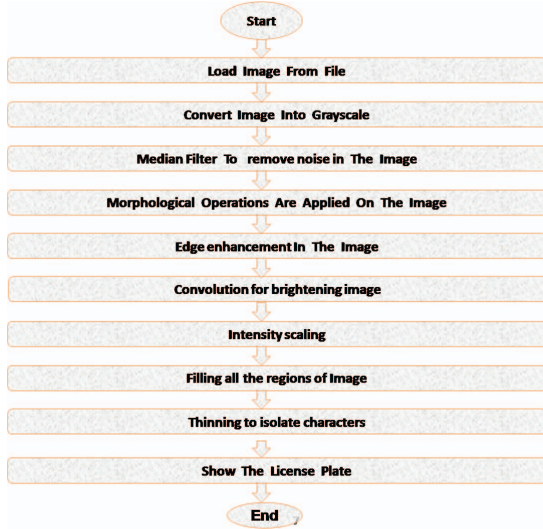 Start
Load Image From File
Convert Image Into Grayscale
Median Filter To remove noise in The Image
Morphological Operations Are Applied On The Image
Edge enhancement In The Image
Convolution for brightening image
Intensity scaling
Filling all the regions of Image
Thinning to isolate characters
Show The License Plate
End
7